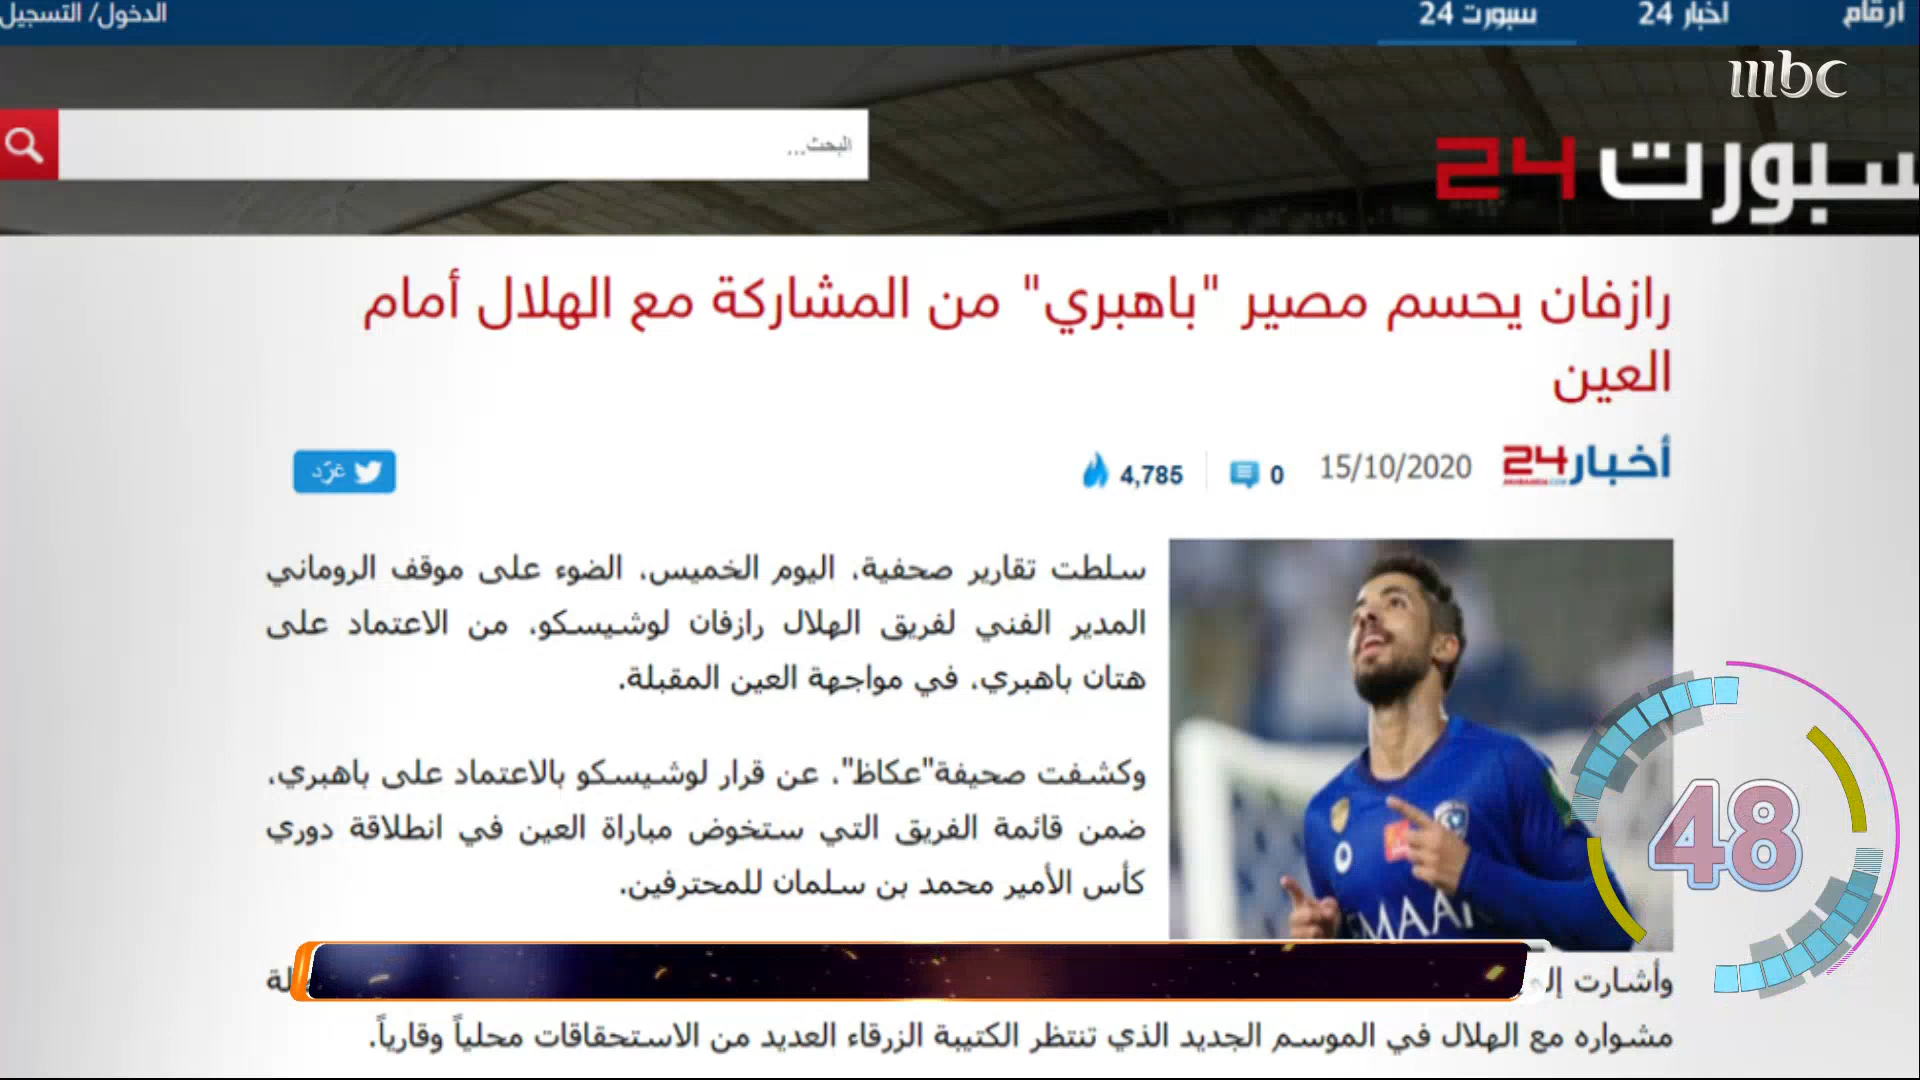 أرقام
اخبار 24
سبورت 24
الدخول/ التسجيل
mbc
البحث...
سبورت 24
رازفان يحسم مصير "باهبري" من المشاركة مع الهلال أمام
العين
أخبار24
15/10/2020
0
4,785
غرّد
سلطت تقارير صحفية، اليوم الخميس، الضوء على موقف الروماني
المدير الفني لفريق الهلال رازفان لوشيسكو، من الاعتماد على
هتان باهبري، في مواجهة العين المقبلة.
وكشفت صحيفة"عكاظ"، عن قرار لوشيسكو بالاعتماد على باهبري،
ضمن قائمة الفريق التي ستخوض مباراة العين في انطلاقة دوري
كأس الأمير محمد بن سلمان للمحترفين.
48
وأشارت
مشواره مع الهلال في الموسم الجديد الذي تنتظر الكتيبة الزرقاء العديد من الاستحقاقات محلياً وقارياً.